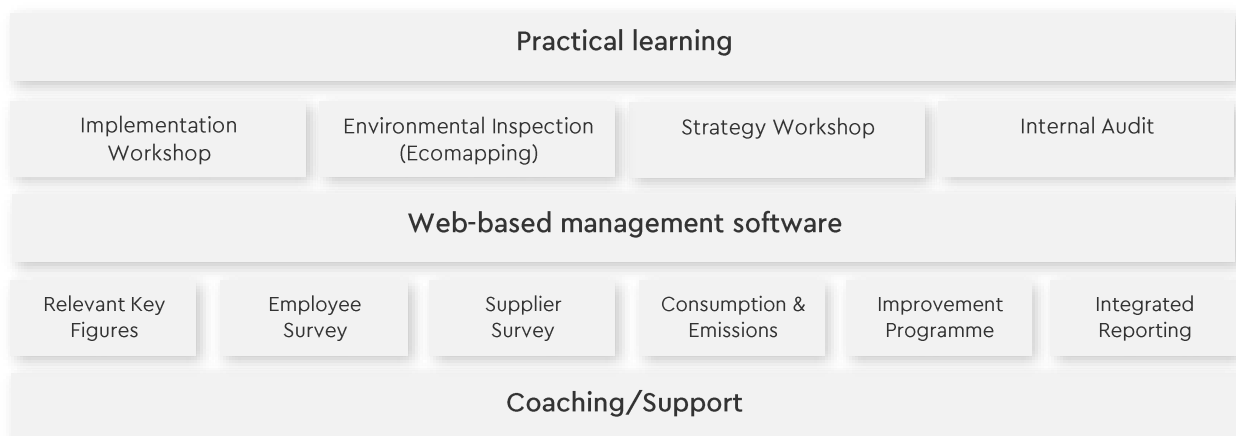 Practical learning
Implementation
Workshop
Environmental Inspection
(Ecomapping)
Strategy Workshop
Internal Audit
Web-based management software
Relevant Key
Figures
Employee
Survey
Supplier
Survey
Consumption &
Emissions
Improvement
Programme
Integrated
Reporting
Coaching/Support